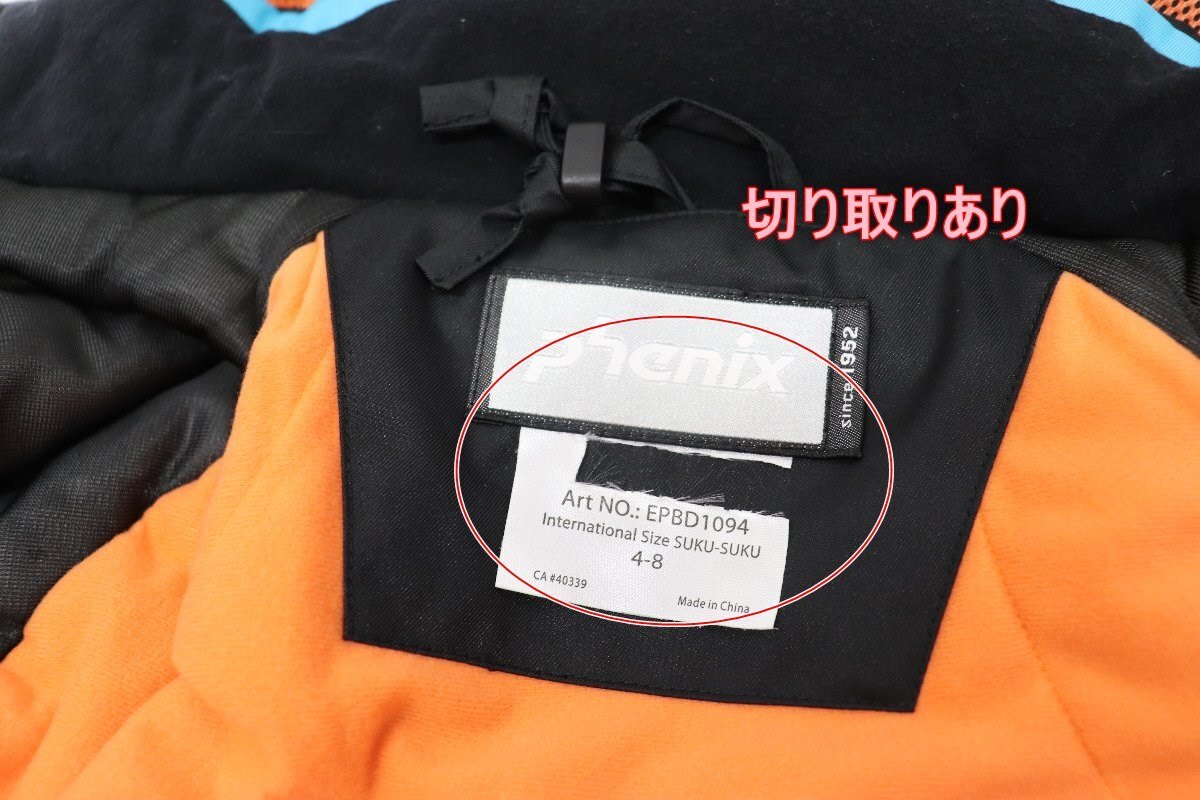 切り取りあり
phenix
since 1952
Art NO.: EPBD1094
International Size SUKU-SUKU
4-8
CA #40339
Made in China